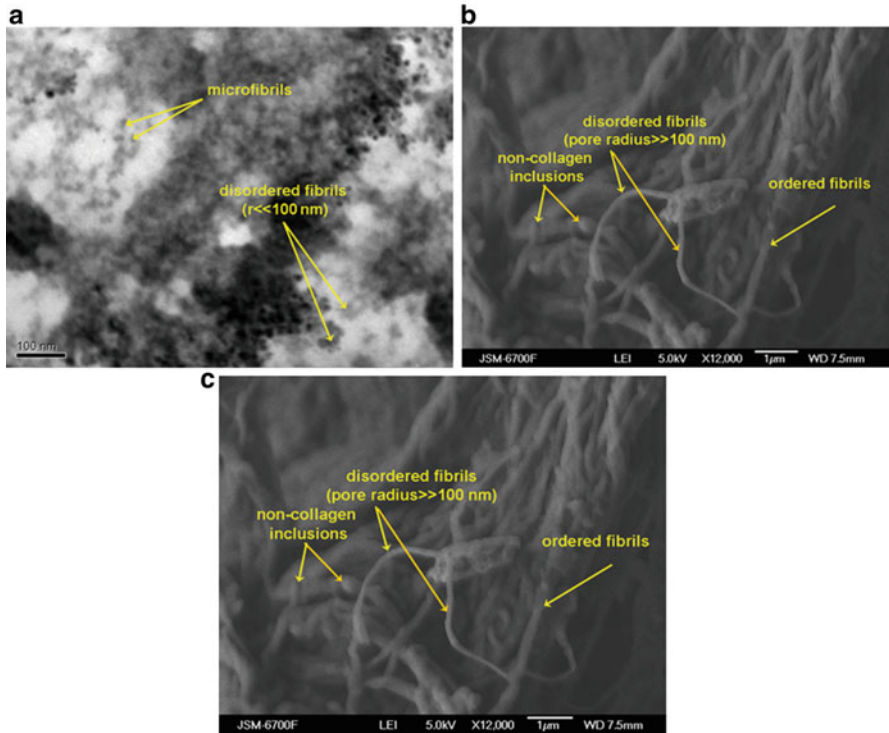 a
microfibrils
disordered fibrils
(r<<100 nm)
100 nm
b
disordered fibrils
(pore radius>>100 nm)
non-collagen
inclusions
ordered fibrils
JSM-6700F LEI 5.0kV X12,000 1µm WD 7.5mm
c
disordered fibrils
(pore radius>>100 nm)
non-collagen
inclusions
ordered fibrils
JSM-6700F LEI 5.0kV X12,000 1µm WD 7.5mm